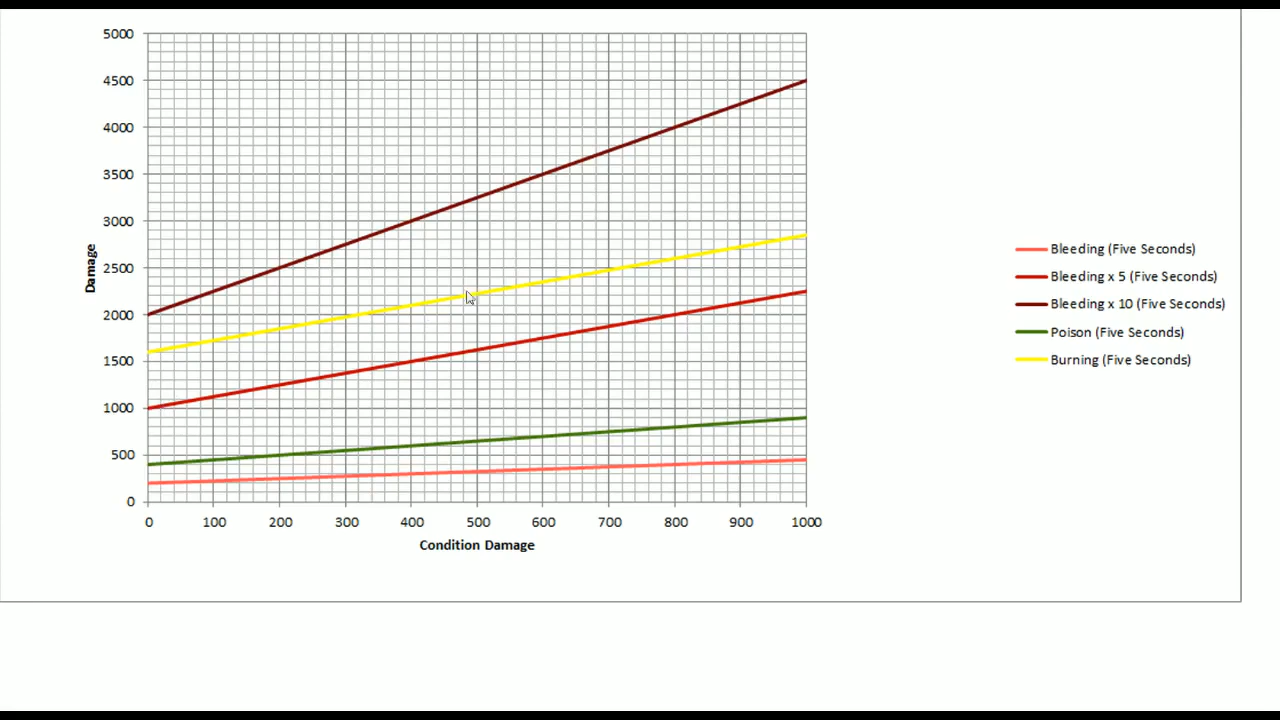 5000
4500
4000
3500
3000
2500
2000
1500
1000
500
0
Damage
0 100 200 300 400 500 600 700 800 900 1000
Condition Damage
Bleeding (Five Seconds)
Bleeding x 5 (Five Seconds)
Bleeding x 10 (Five Seconds)
Poison (Five Seconds)
Burning (Five Seconds)